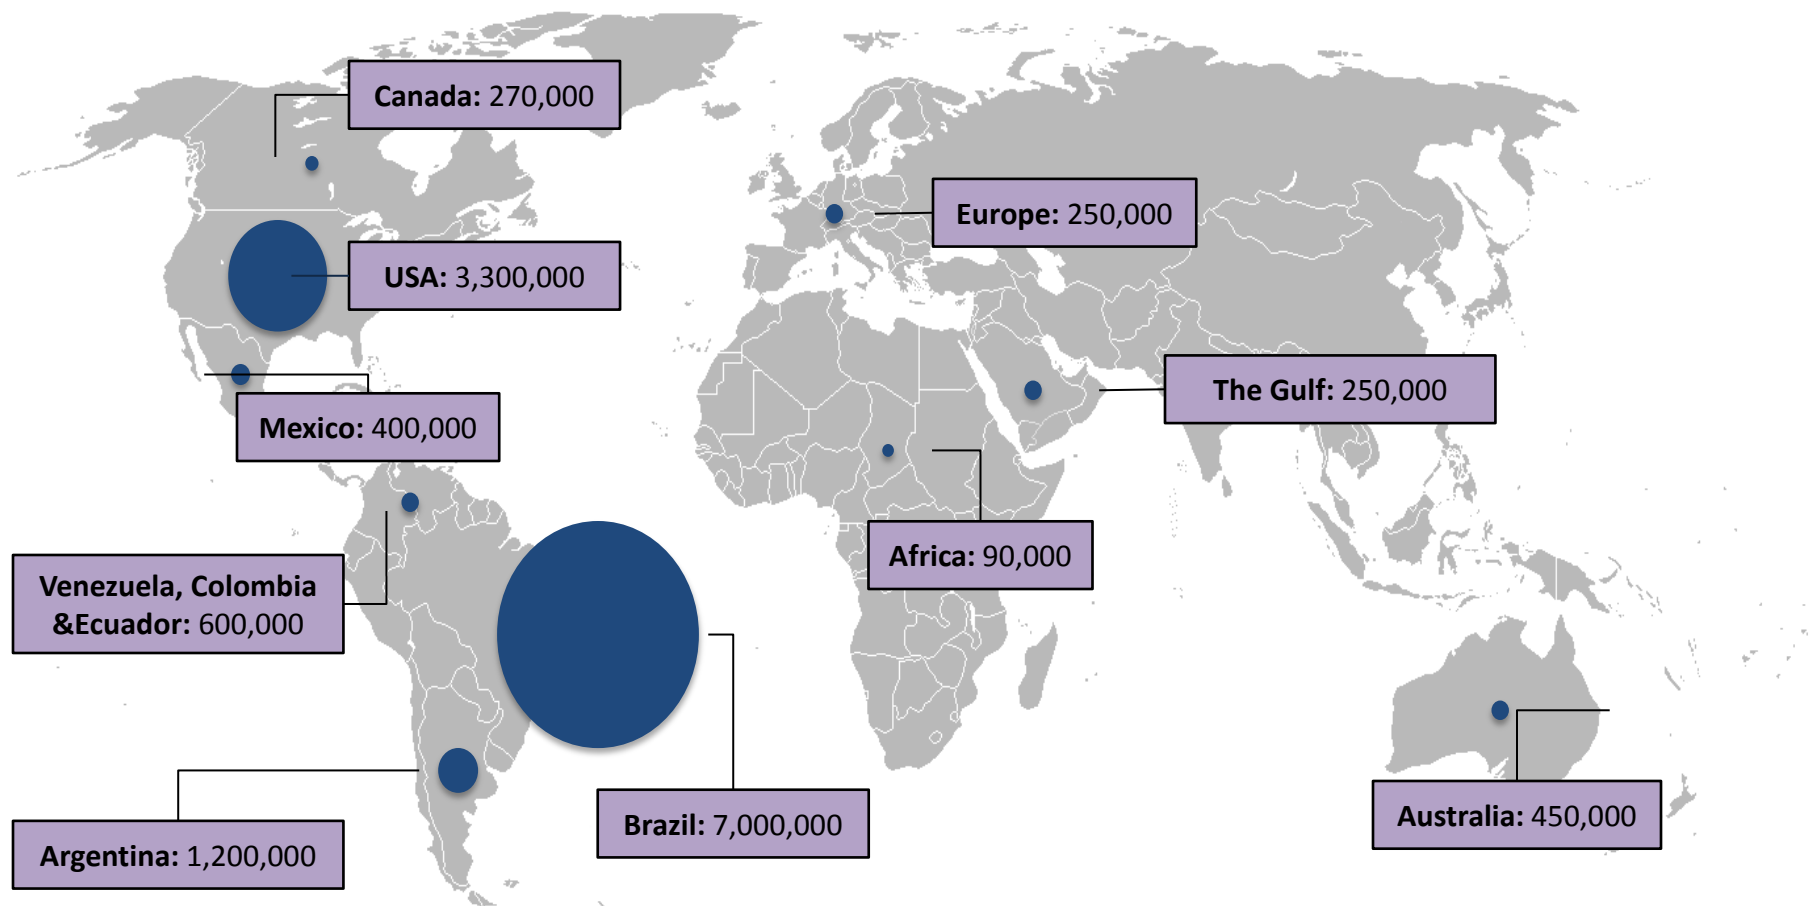 Canada: 270,000
Europe: 250,000
USA: 3,300,000
The Gulf: 250,000
Mexico: 400,000
Africa: 90,000
Venezuela, Colombia
&Ecuador: 600,000
Brazil: 7,000,000
Australia: 450,000
Argentina: 1,200,000